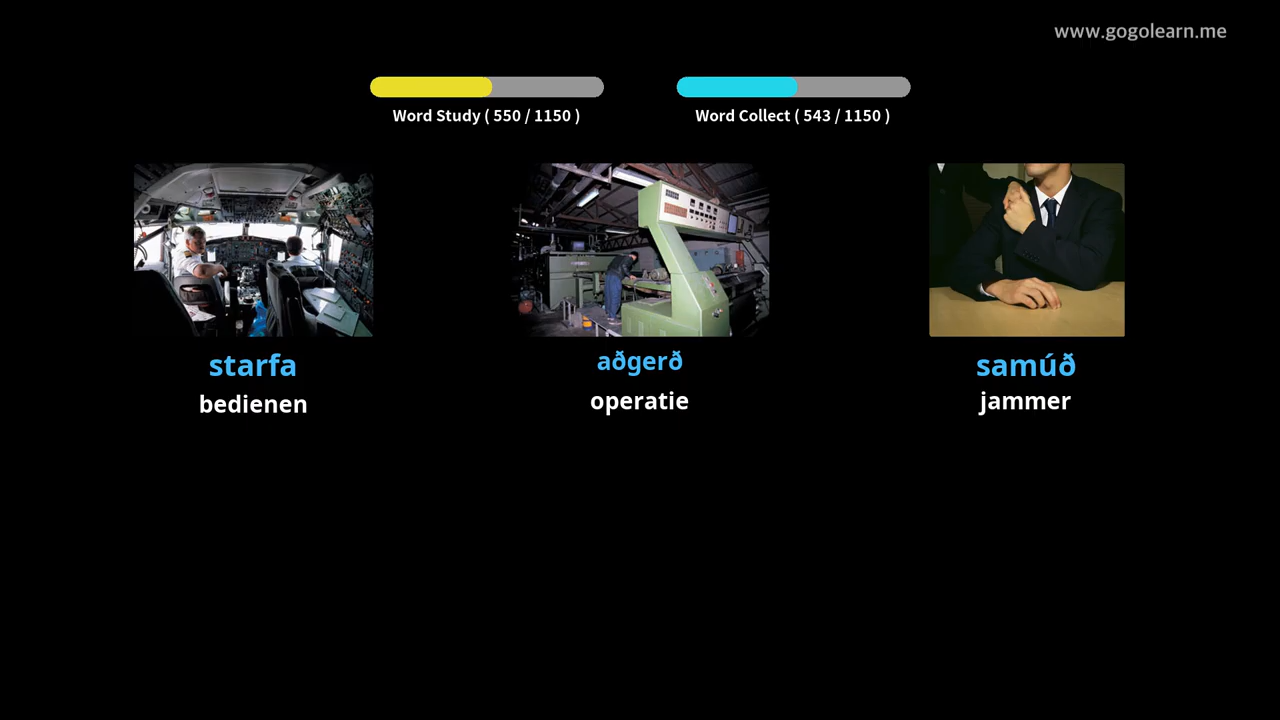 www.gogolearn.me
Word Study ( 550 / 1150 )
Word Collect ( 543 / 1150 )
starfa
bedienen
aðgerð
operatie
samúð
jammer